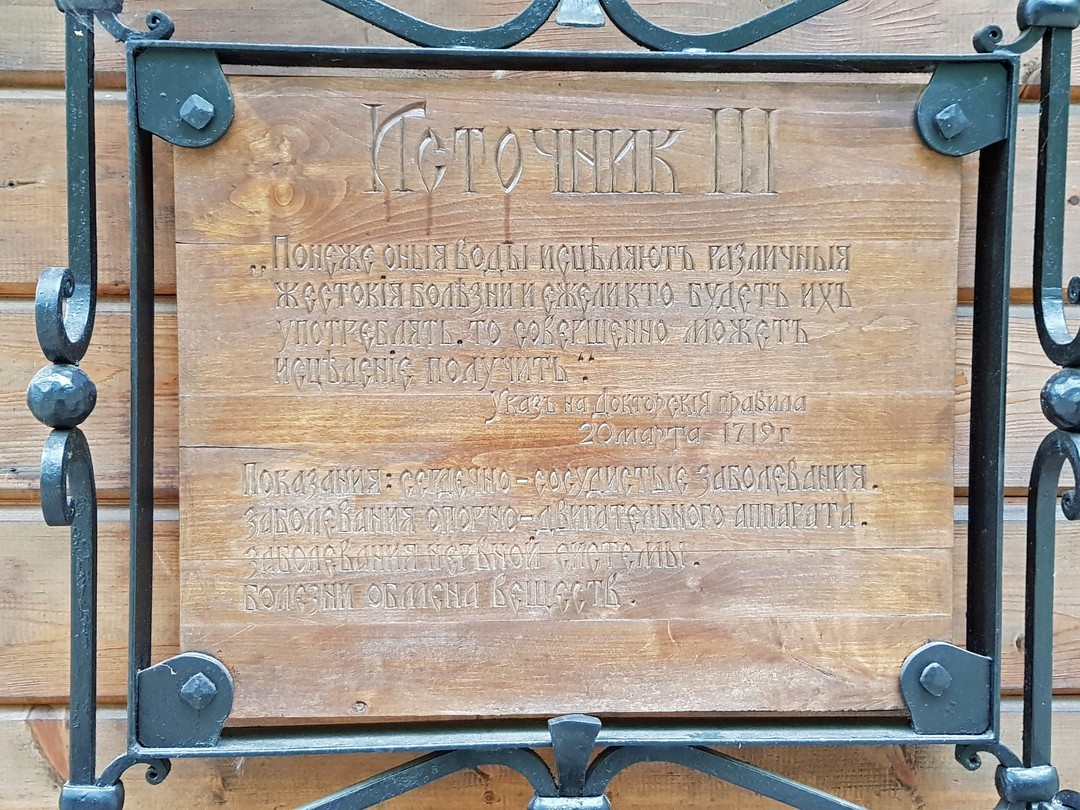 Источник III
„Понеже оныя воды исцѣляютъ различныя
жестокія болѣзни и ежели кто будетъ ихъ
употреблять. то совершенно можетъ
исцѣленіе получить“
Указъ на Докторскія правила
20 марта 1719 г
Показания: сердечно-сосудистые заболевания.
заболевания опорно-двигательного аппарата.
заболевания нервной системы.
болезни обмена веществ.